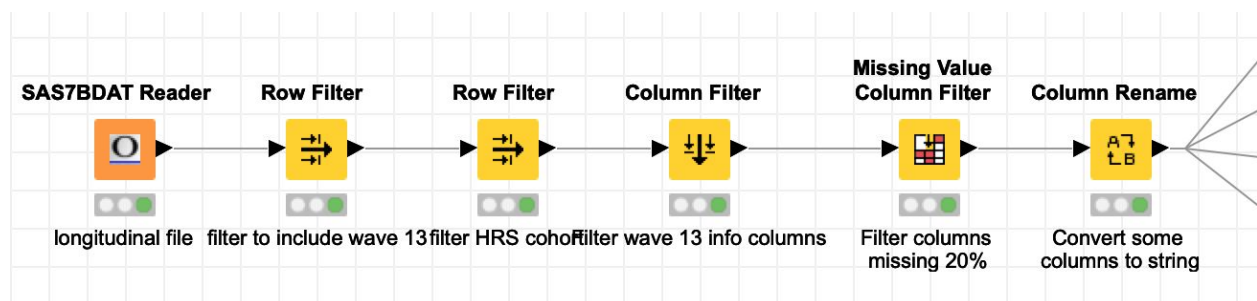 Missing Value
SAS7BDAT Reader Row Filter Row Filter Column Filter Column Filter Column Rename
longitudinal file filter to include wave 13 filter HRS cohort filter wave 13 info columns Filter columns Convert some
missing 20% columns to string